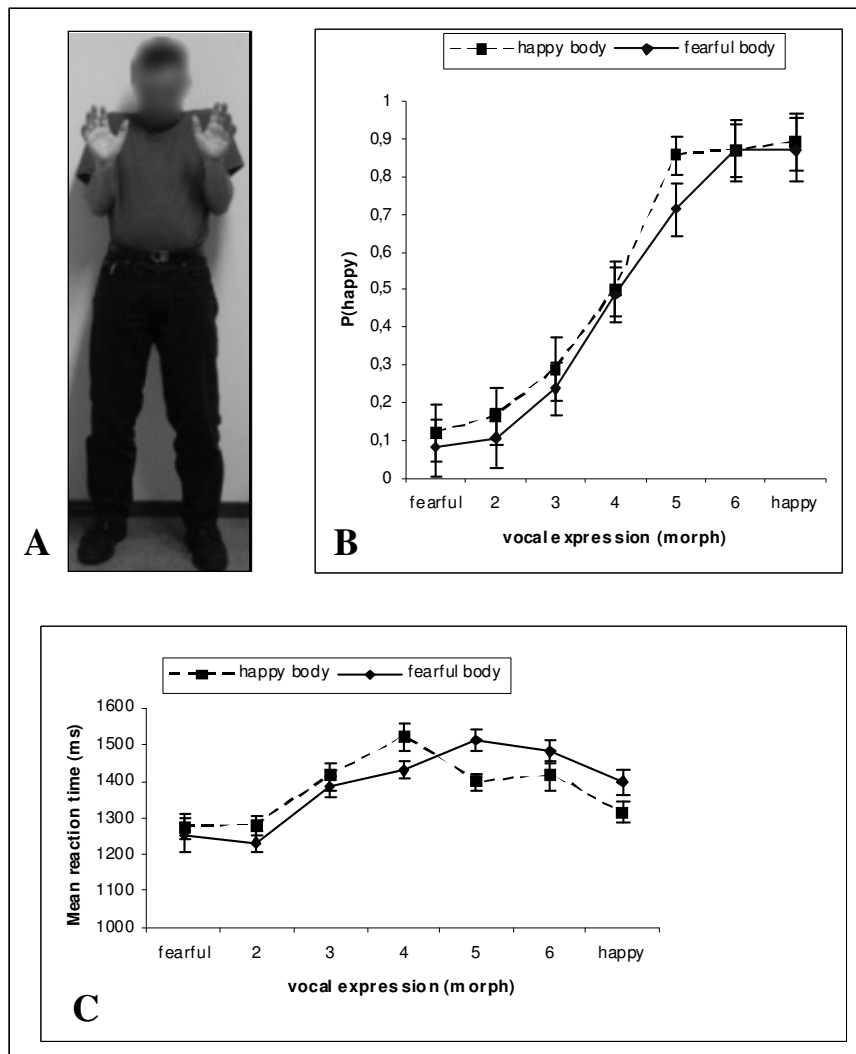 A
happy body fearful body
1
0,9
0,8
0,7
0,6
0,5
0,4
0,3
0,2
0,1
0
P(happy)
fearful 2 3 4 5 6 happy
vocal expression (morph)
B
happy body fearful body
1600
1500
1400
1300
1200
1100
1000
Mean reaction time (ms)
fearful 2 3 4 5 6 happy
vocal expression (morph)
C